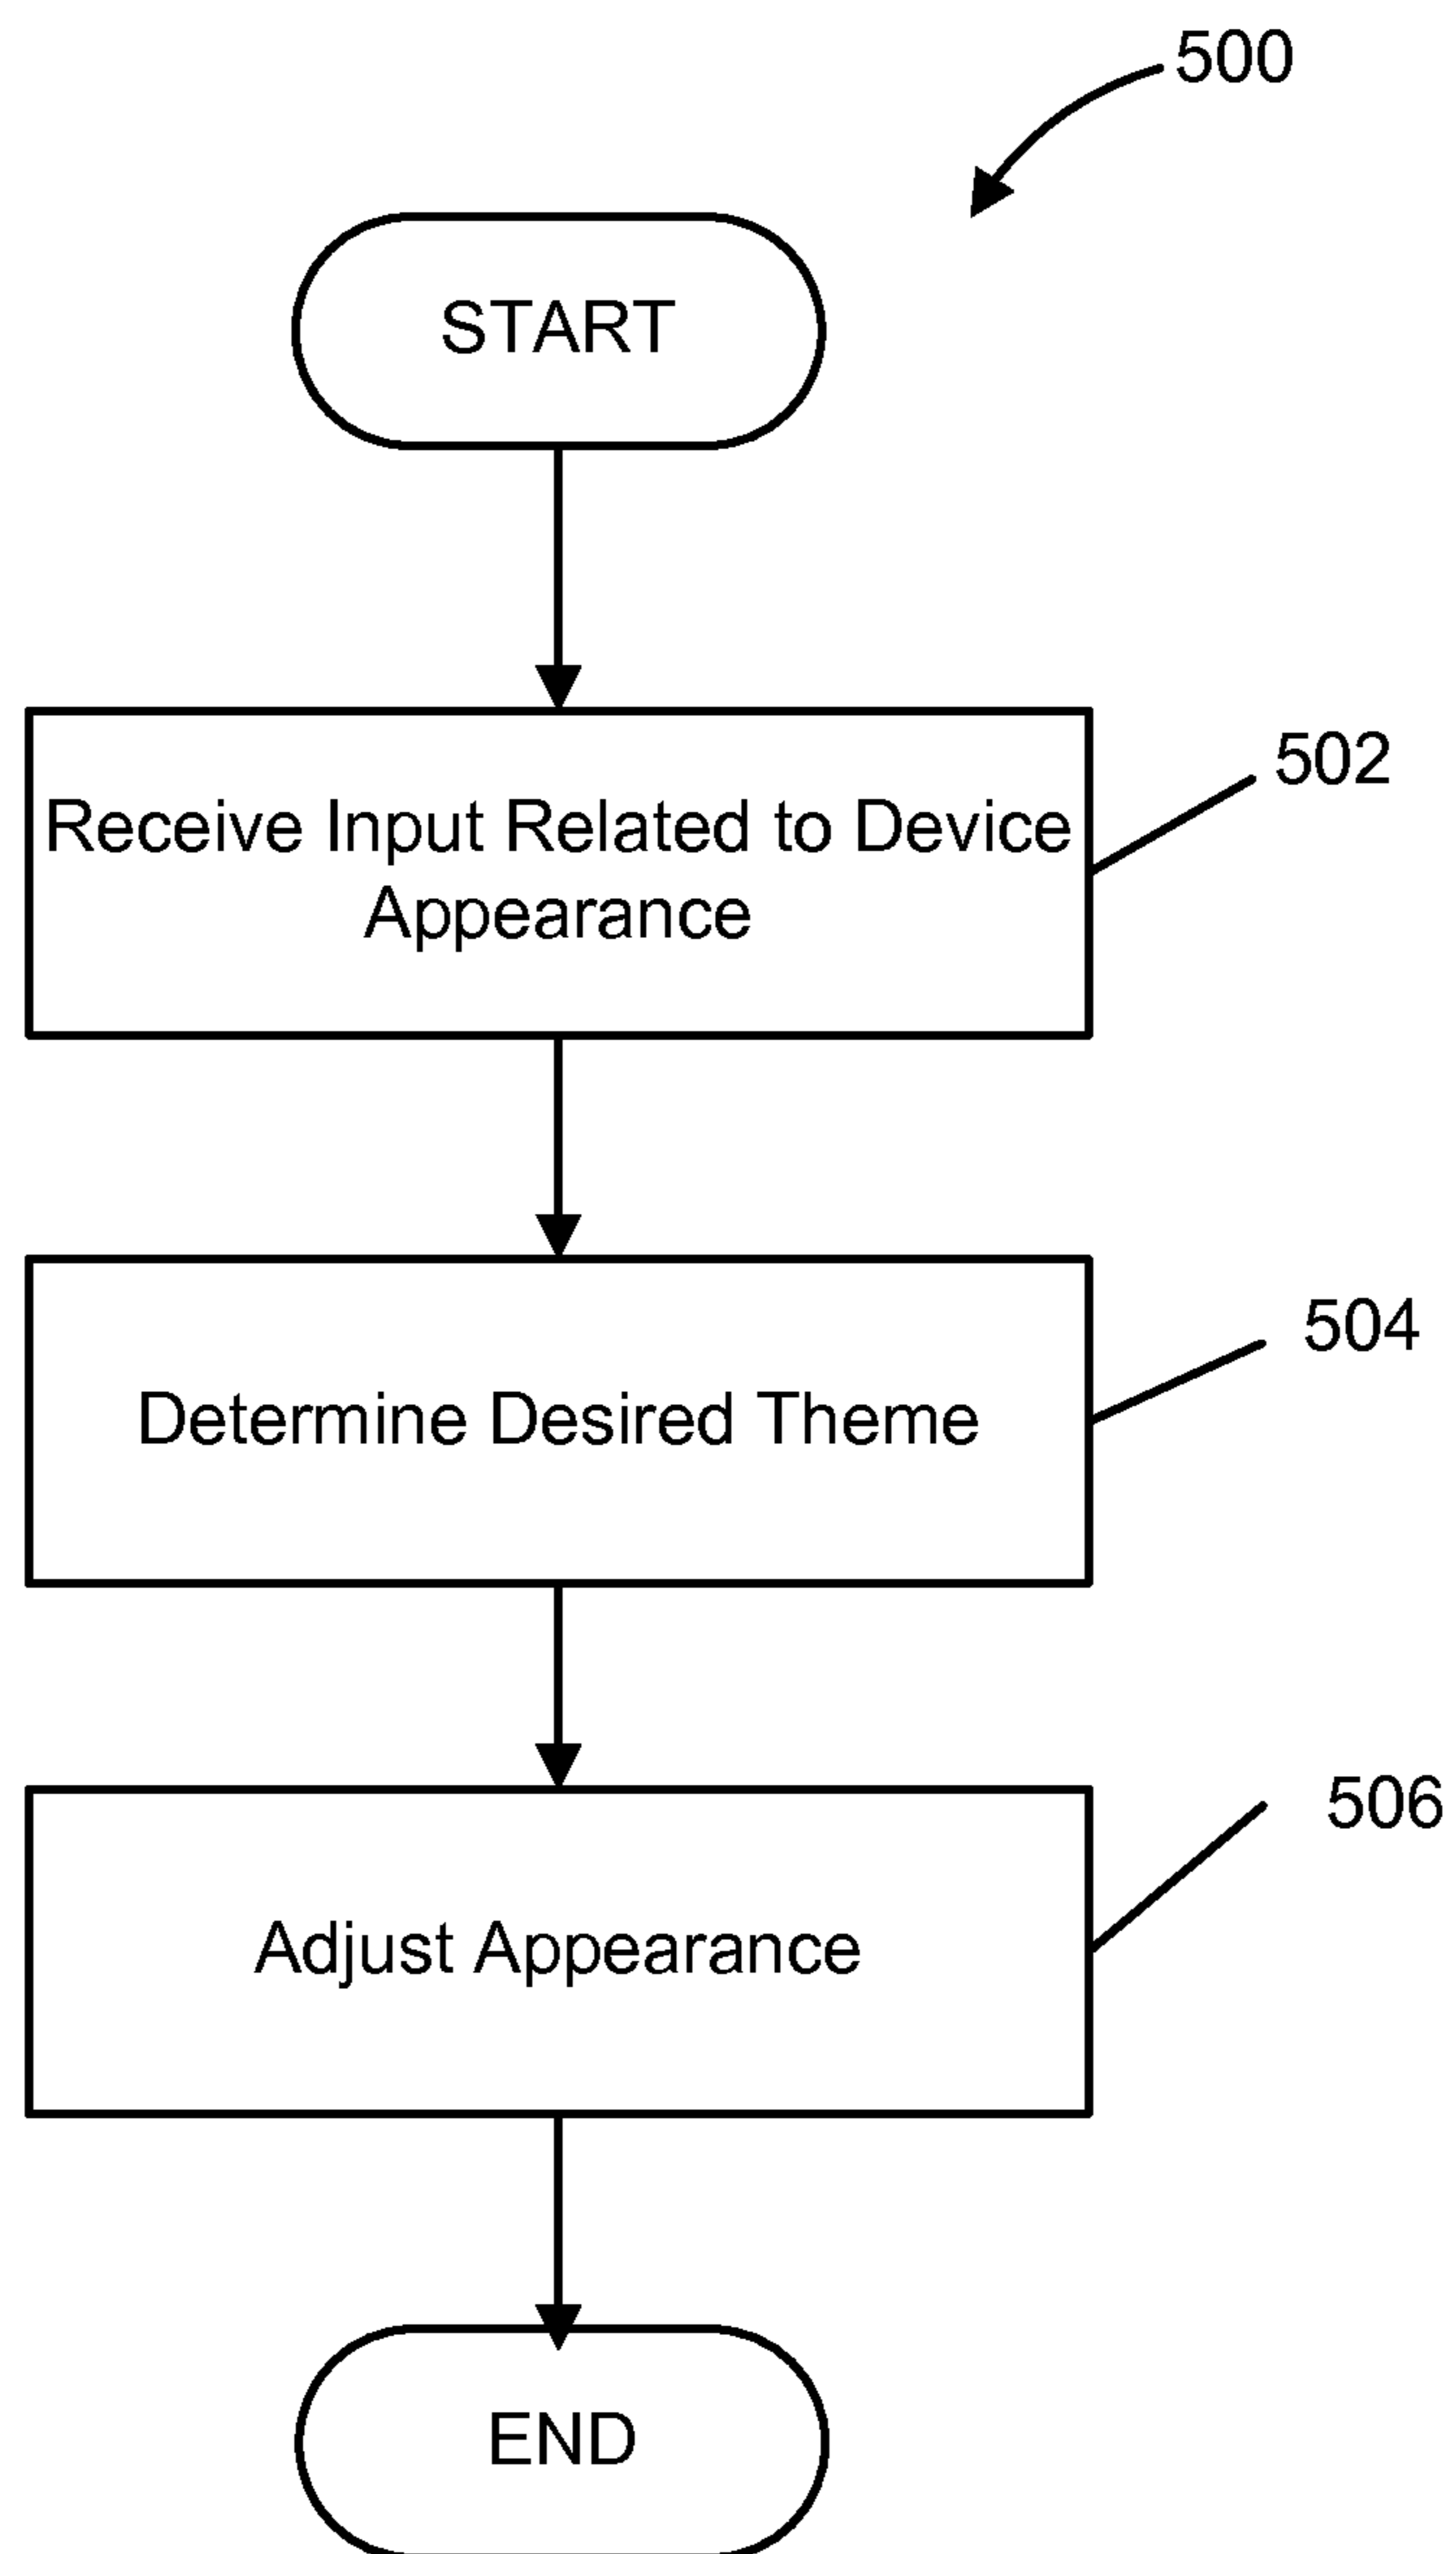 500
START
502
Receive Input Related to Device
Appearance
504
Determine Desired Theme
506
Adjust Appearance
END